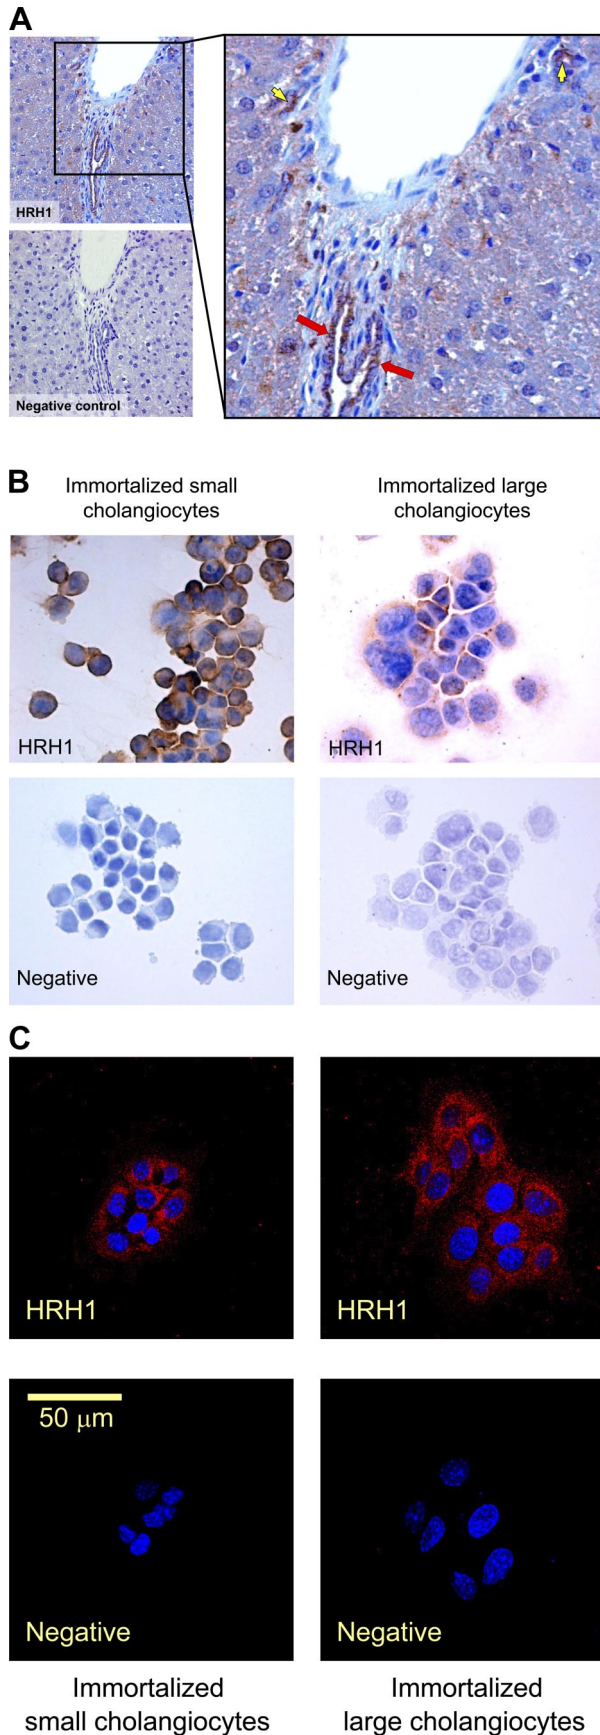 A
HRH1
Negative control
B
Immortalized small
cholangiocytes
Immortalized large
cholangiocytes
HRH1
HRH1
Negative
Negative
C
HRH1
HRH1
50 μm
Negative
Negative
Immortalized
small cholangiocytes
Immortalized
large cholangiocytes